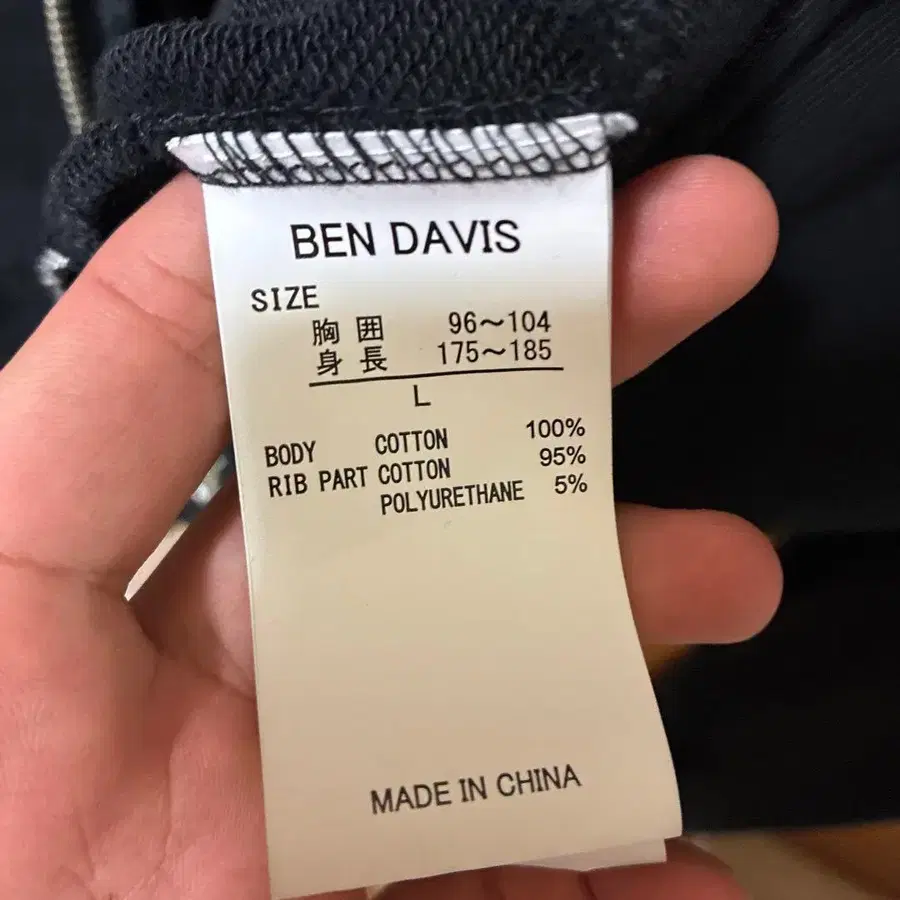 BEN DAVIS
SIZE
胸囲 96～104
身長 175～185
L
BODY COTTON 100%
RIB PART COTTON 95%
POLYURETHANE 5%
MADE IN CHINA